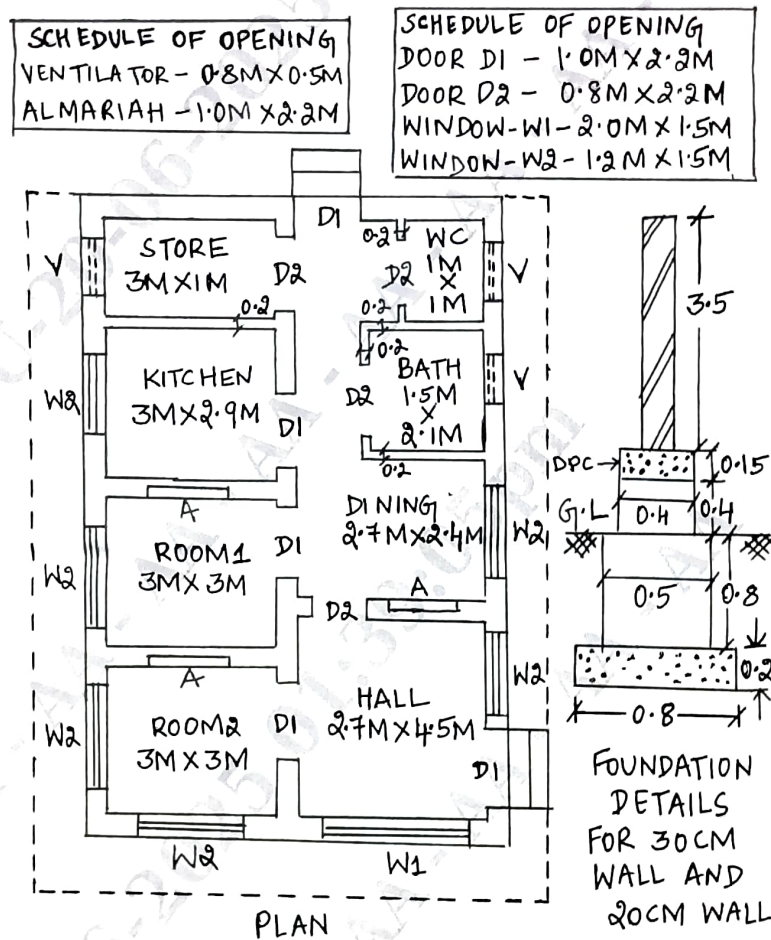 SCHEDULE OF OPENING
VENTILATOR - 0.8M X 0.5M
ALMARIAH - 1.0M X 2.2M
SCHEDULE OF OPENING
DOOR D1 - 1.0M X 2.2M
DOOR D2 - 0.8M X 2.2M
WINDOW-W1- 2.0M X 1.5M
WINDOW-W2- 1.2M X 1.5M
D1
STORE
3M X 1M
V
D2
0.2
WC
1M
X
1M
D2
V
0.2
0.2
0.2
KITCHEN
3M X 2.9M
W2
D1
BATH
1.5M
X
2.1M
D2
V
0.2
A
ROOM1
3M X 3M
W2
D1
DINING
2.7M X 2.4M
W2
A
D2
A
ROOM2
3M X 3M
W2
D1
HALL
2.7M X 4.5M
W2
D1
W2
W1
PLAN
3.5
DPC
0.15
G.L
0.4
0.4
0.5
0.8
0.2
0.8
FOUNDATION
DETAILS
FOR 30CM
WALL AND
20CM WALL